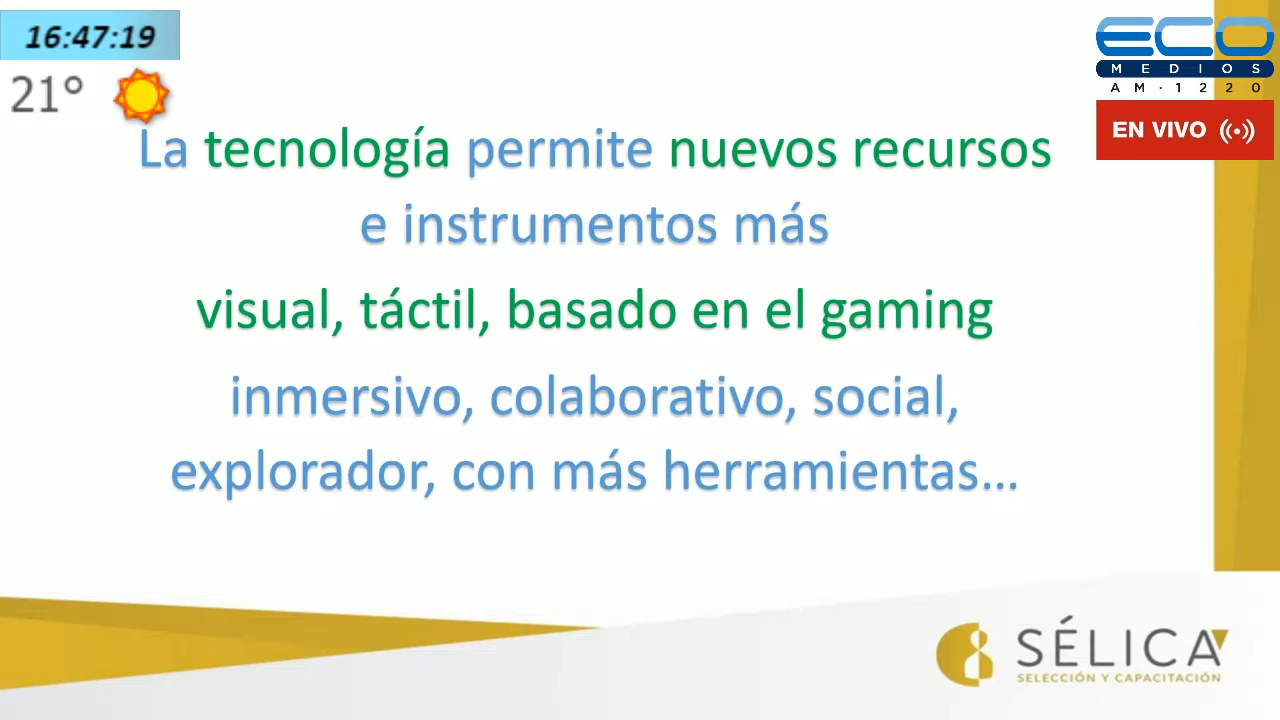 16:47:19
21°
ECO
MEDIOS
AM·1220
EN VIVO
La tecnología permite nuevos recursos
e instrumentos más
visual, táctil, basado en el gaming
inmersivo, colaborativo, social,
explorador, con más herramientas...
SÉLICA
SELECCIÓN Y CAPACITACIÓN